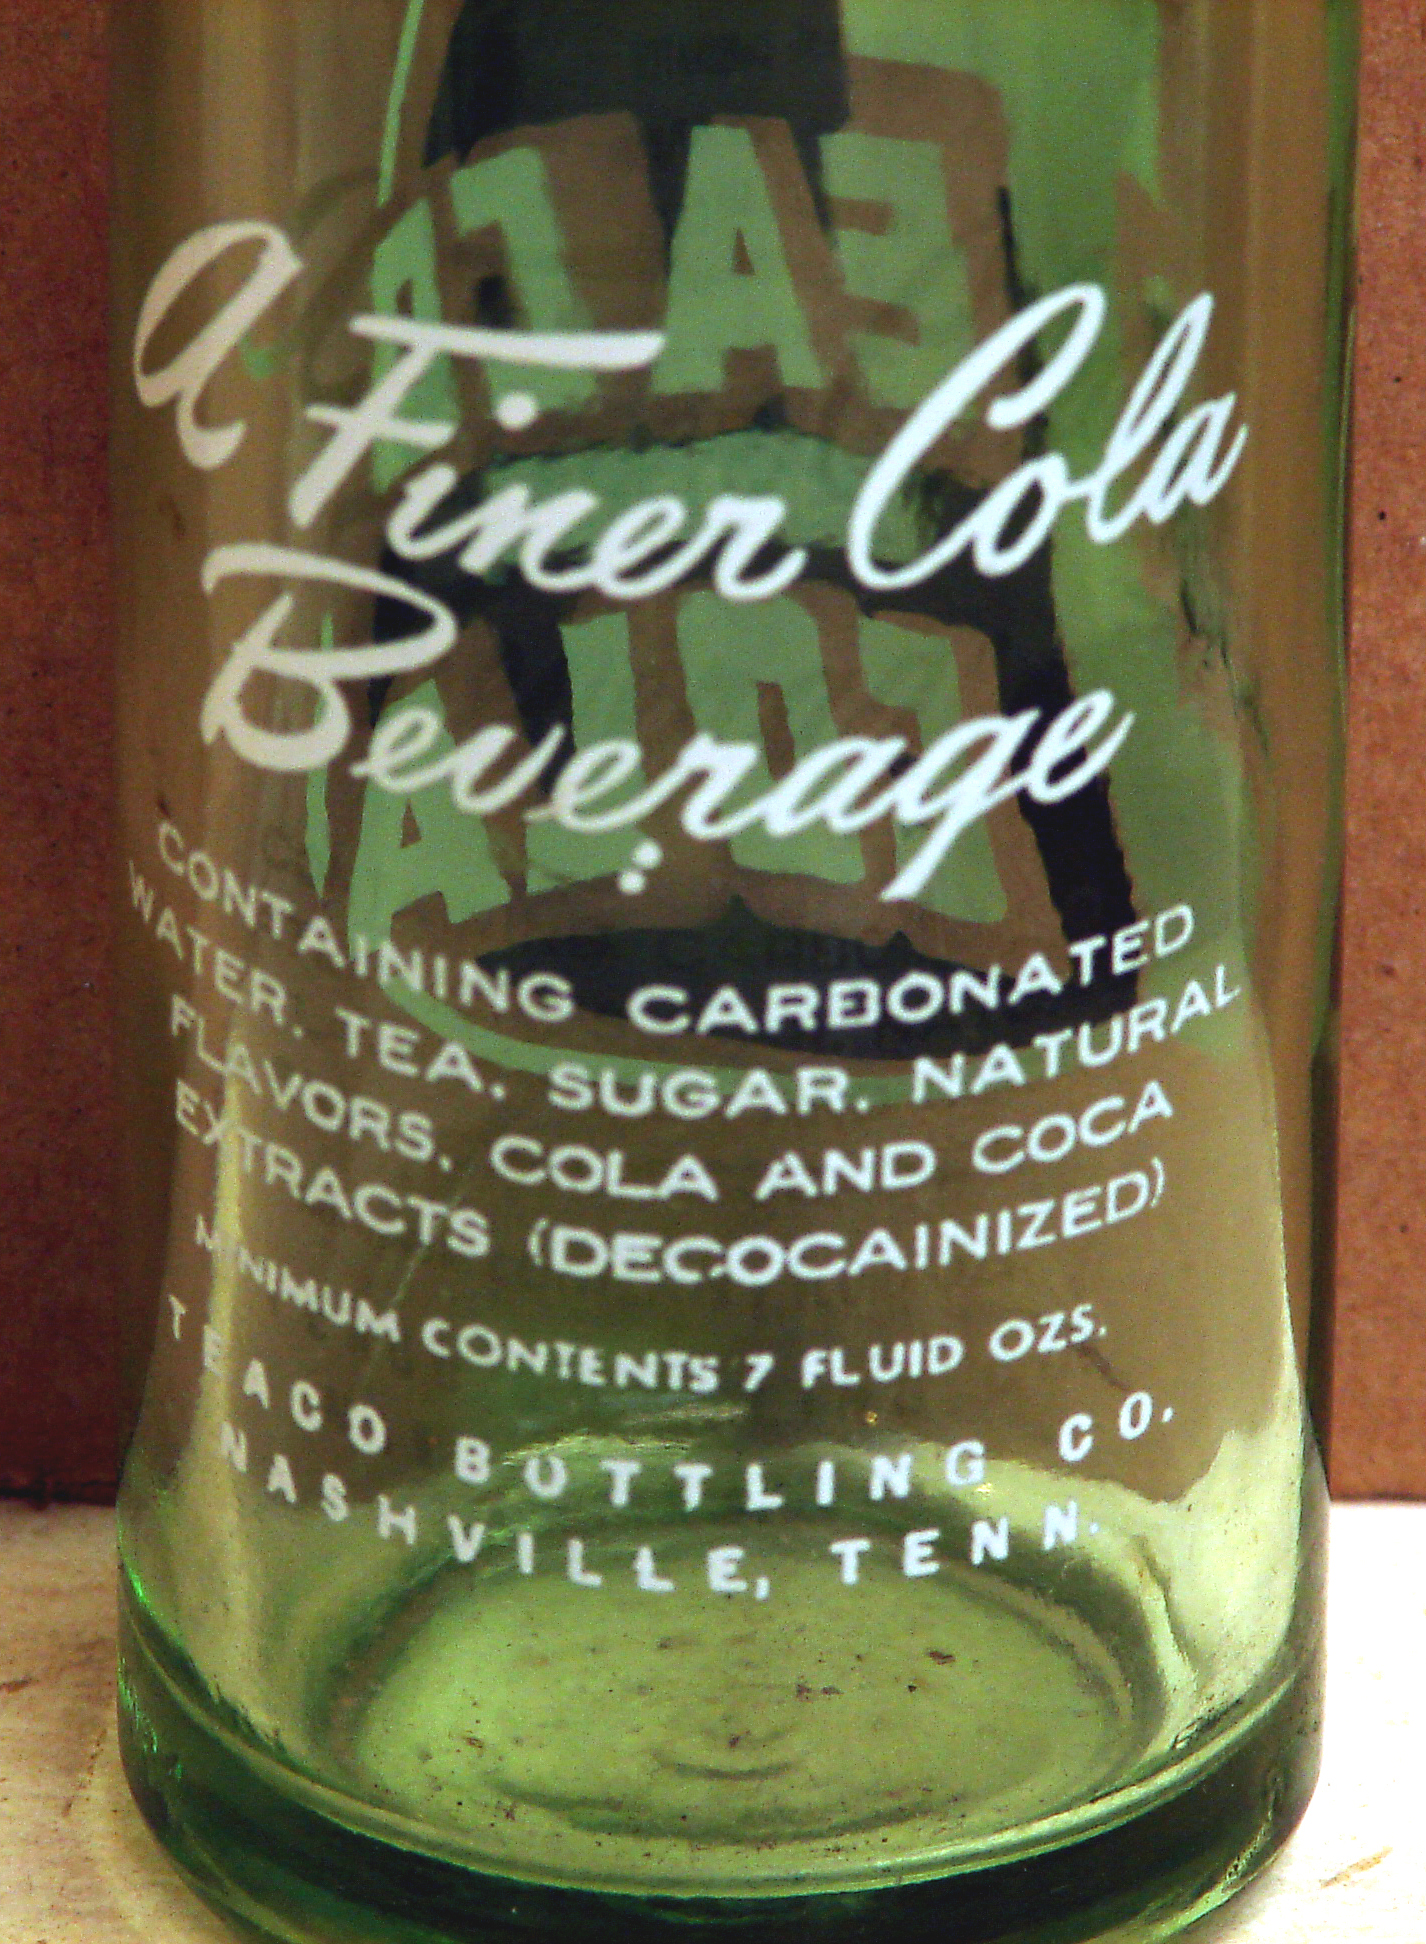 A Finer Cola
Beverage
CONTAINING CARBONATED
WATER, TEA, SUGAR, NATURAL
FLAVORS, COLA AND COCA
EXTRACTS (DECOCAINIZED)
MINIMUM CONTENTS 7 FLUID OZS.
TEACO BOTTLING CO.
NASHVILLE, TENN.